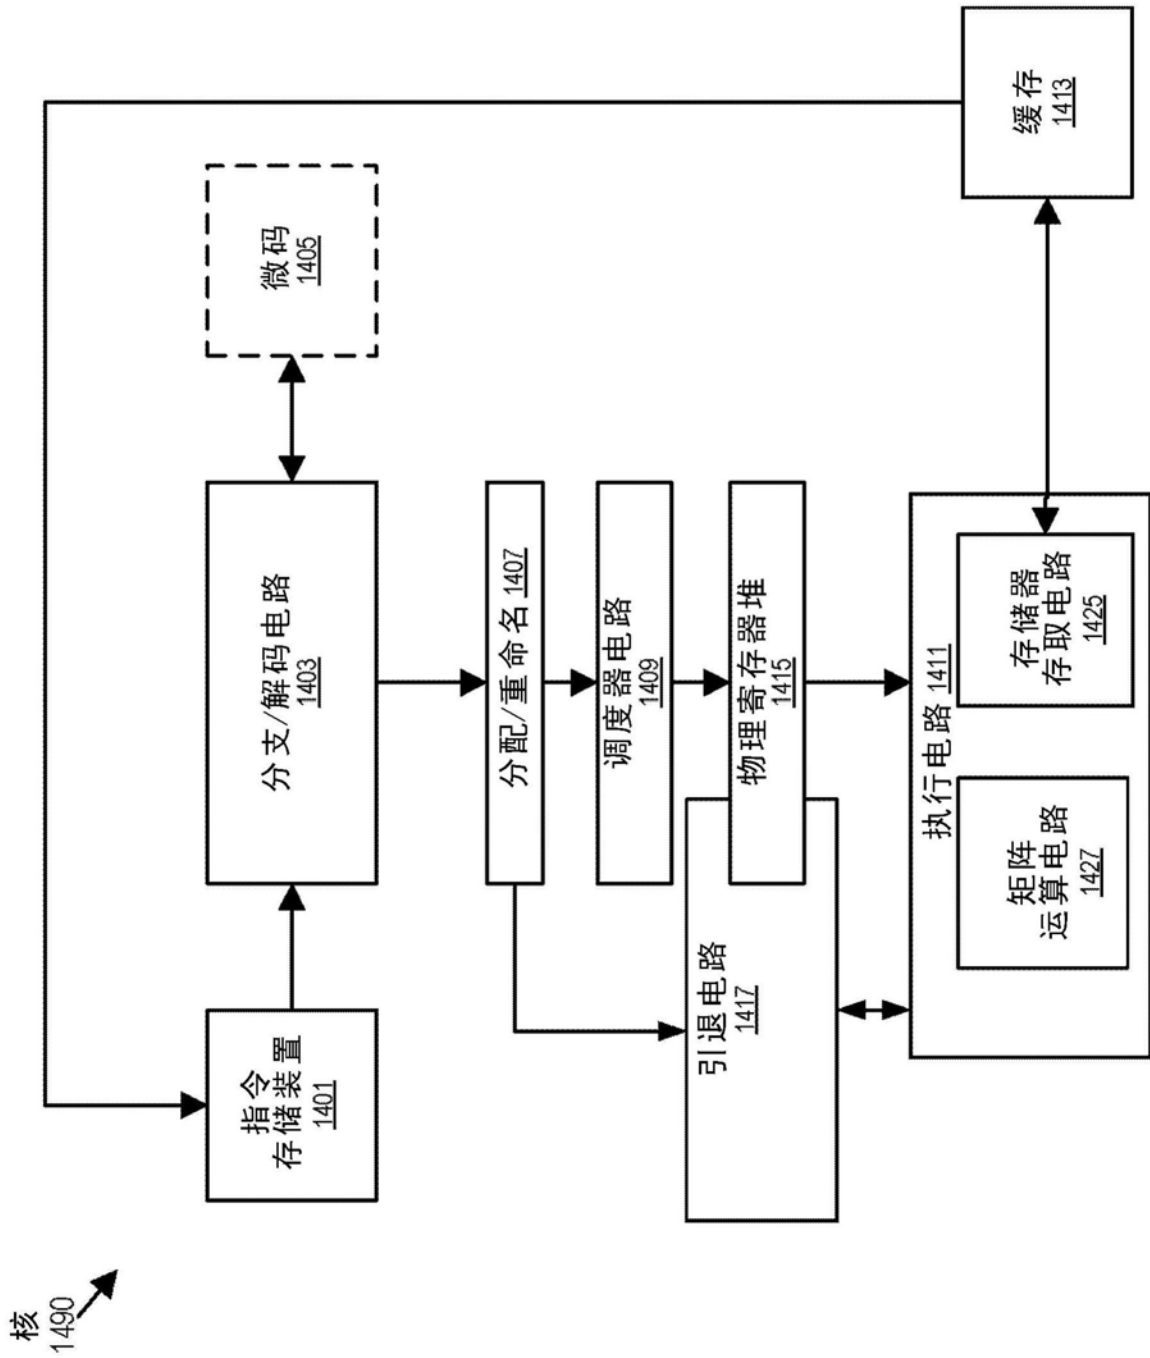 核
1490
指令
存储装置
1401
分支/解码电路
1403
微码
1405
分配/重命名 1407
调度器电路
1409
物理寄存器堆
1415
引退电路
1417
执行电路 1411
矩阵
运算电路
1427
存储器
存取电路
1425
缓存
1413